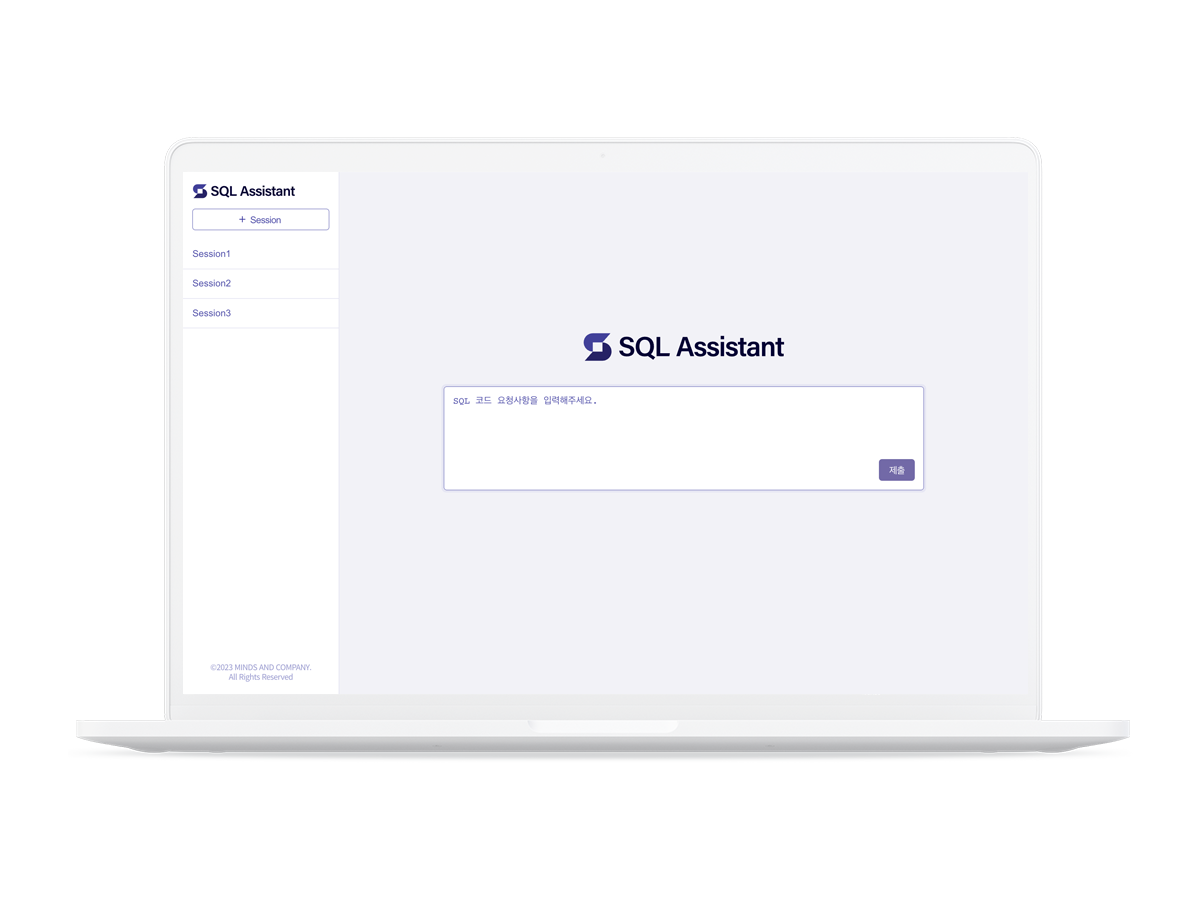 SQL Assistant
+ Session
Session1
Session2
Session3
©2023 MINDS AND COMPANY.
All Rights Reserved
SQL Assistant
SQL 코드 요청사항을 입력해주세요.
제출